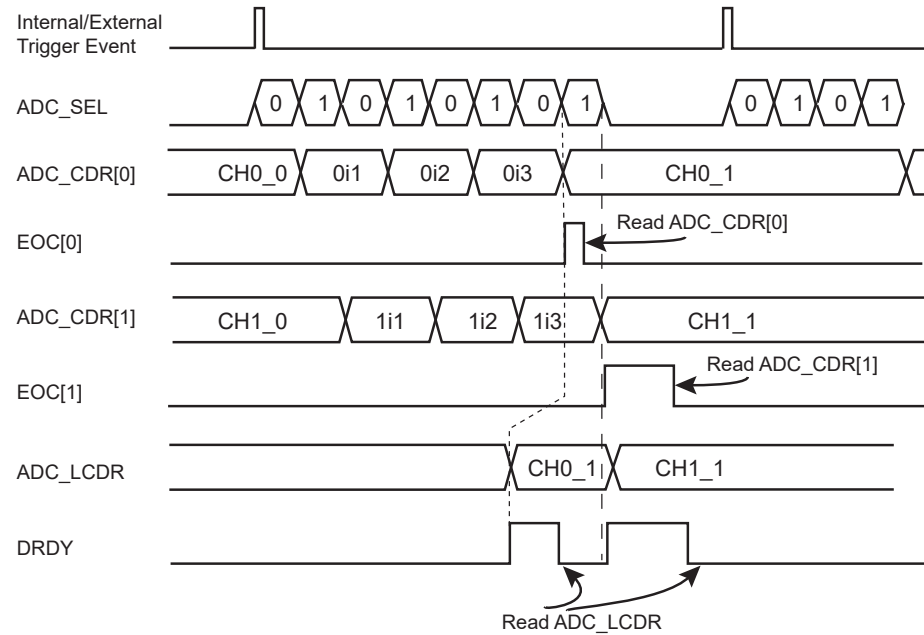 Internal/External
Trigger Event
ADC_SEL 0 1 0 1 0 1 0 1 0 1 0 1
ADC_CDR[0] CH0_0 0i1 0i2 0i3 CH0_1
Read ADC_CDR[0]
EOC[0]
ADC_CDR[1] CH1_0 1i1 1i2 1i3 CH1_1
Read ADC_CDR[1]
EOC[1]
ADC_LCDR CH0_1 CH1_1
DRDY
Read ADC_LCDR